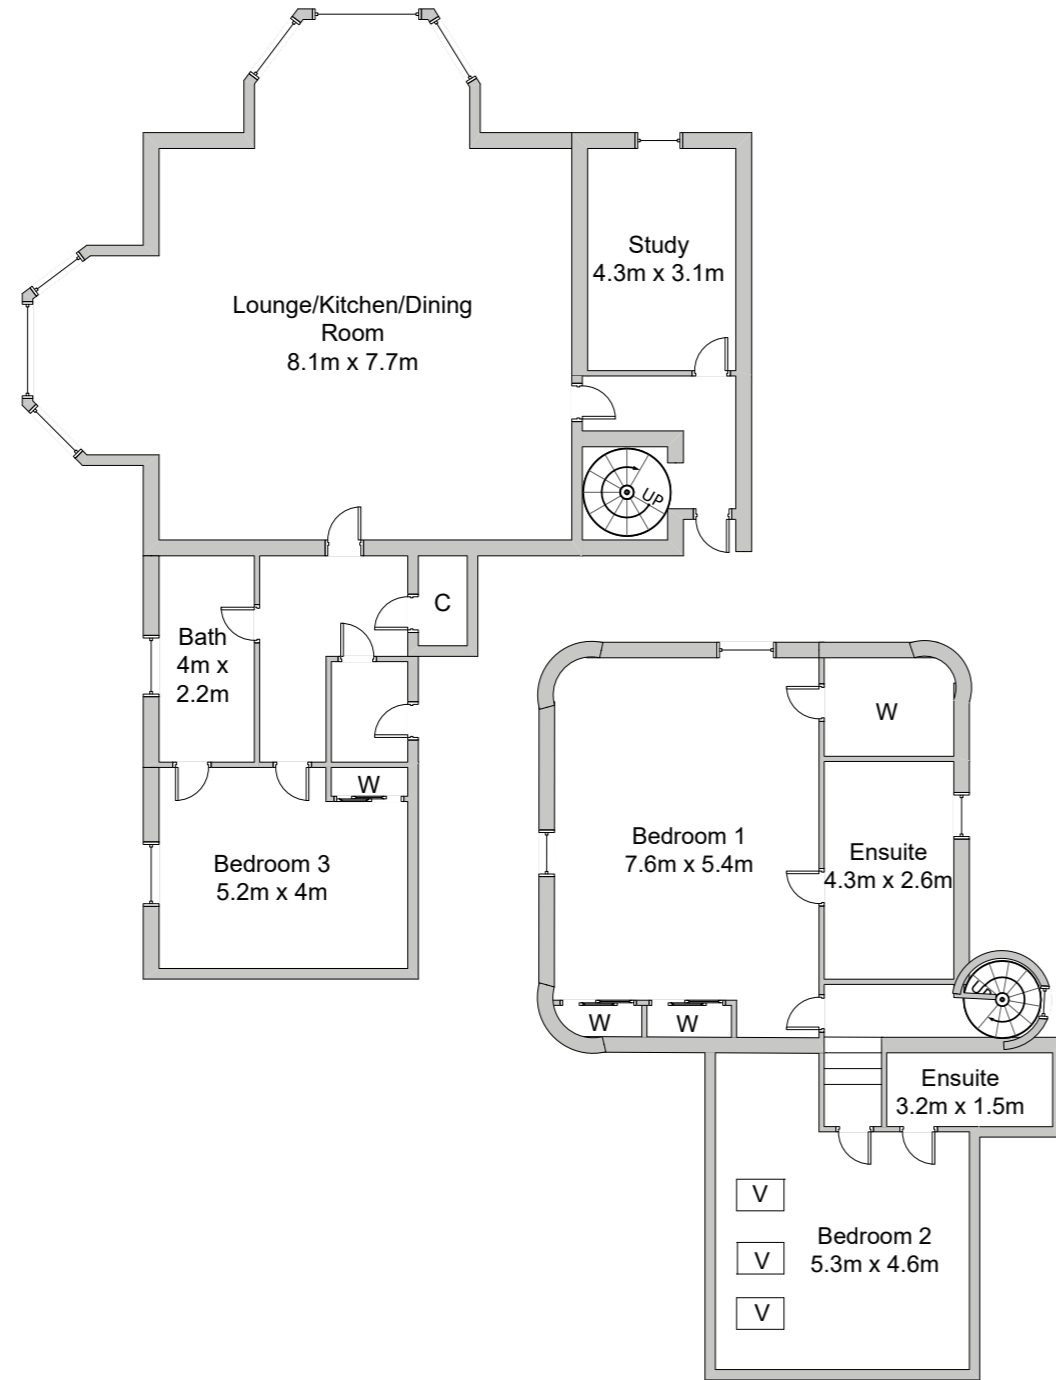 Study
4.3m x 3.1m
Lounge/Kitchen/Dining
Room
8.1m x 7.7m
UP
C
Bath
4m x
2.2m
W
Bedroom 3
5.2m x 4m
W
Bedroom 1
7.6m x 5.4m
Ensuite
4.3m x 2.6m
UP
W
W
Ensuite
3.2m x 1.5m
V
Bedroom 2
5.3m x 4.6m
V
V